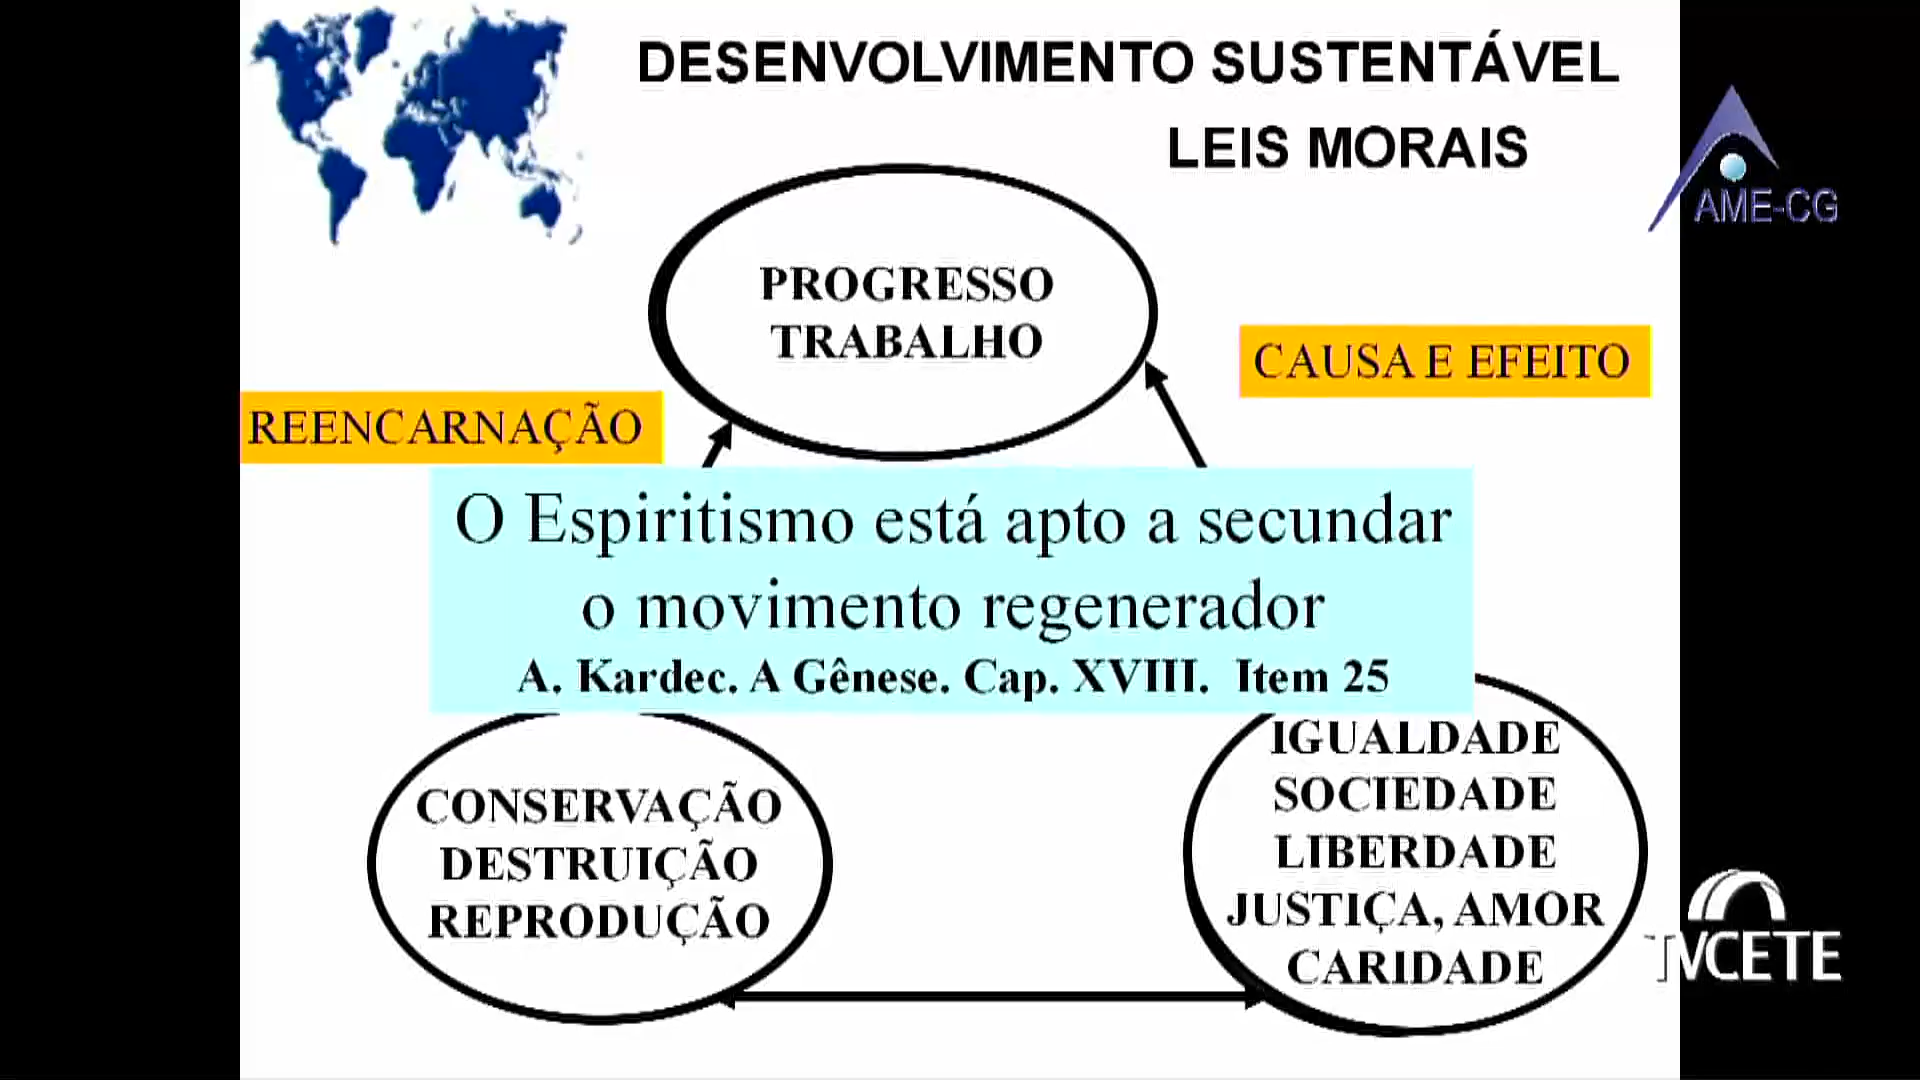 DESENVOLVIMENTO SUSTENTÁVEL
LEIS MORAIS
AME-CG
PROGRESSO
TRABALHO
CAUSA E EFEITO
REENCARNAÇÃO
O Espiritismo está apto a secundar
o movimento regenerador
A. Kardec. A Gênese. Cap. XVIII. Item 25
CONSERVAÇÃO
DESTRUIÇÃO
REPRODUÇÃO
IGUALDADE
SOCIEDADE
LIBERDADE
JUSTIÇA, AMOR
CARIDADE
TVCETE